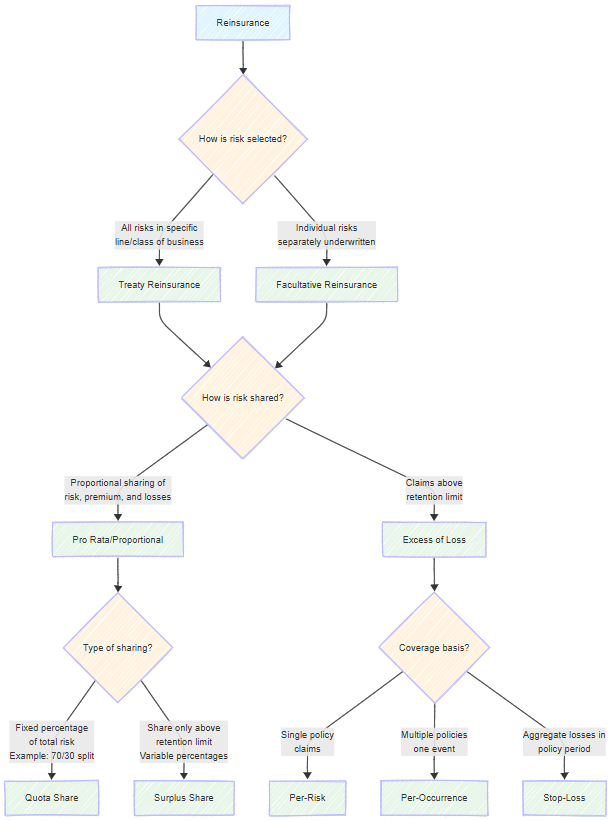 Reinsurance
How is risk selected?
All risks in specific
line/class of business
Individual risks
separately underwritten
Treaty Reinsurance
Facultative Reinsurance
How is risk shared?
Proportional sharing of
risk, premium, and losses
Claims above
retention limit
Pro Rata/Proportional
Excess of Loss
Type of sharing?
Coverage basis?
Fixed percentage
of total risk
Example: 70/30 split
Share only above
retention limit
Variable percentages
Single policy
claims
Multiple policies
one event
Aggregate losses in
policy period
Quota Share
Surplus Share
Per-Risk
Per-Occurrence
Stop-Loss